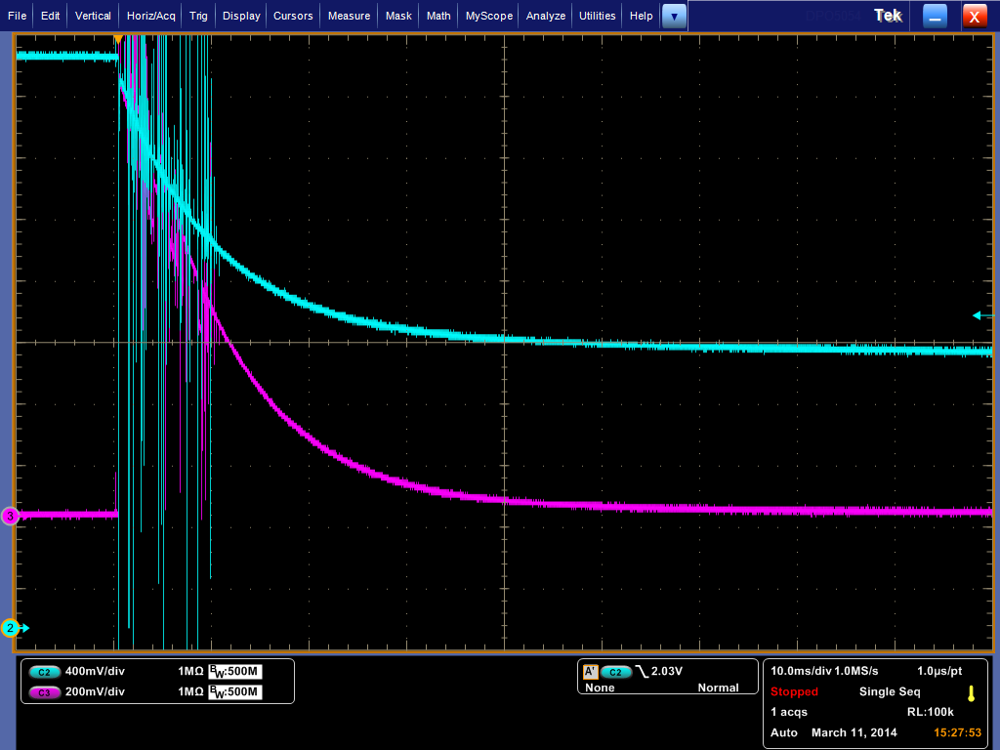 File Edit Vertical Horiz/Acq Trig Display Cursors Measure Mask Math MyScope Analyze Utilities Help Tek
3
2
C2 400mV/div 1MΩ BW:500M
C3 200mV/div 1MΩ BW:500M
A' C2 2.03V
None Normal
10.0ms/div 1.0MS/s 1.0µs/pt
Stopped Single Seq
1 acqs RL:100k
Auto March 11, 2014 15:27:53